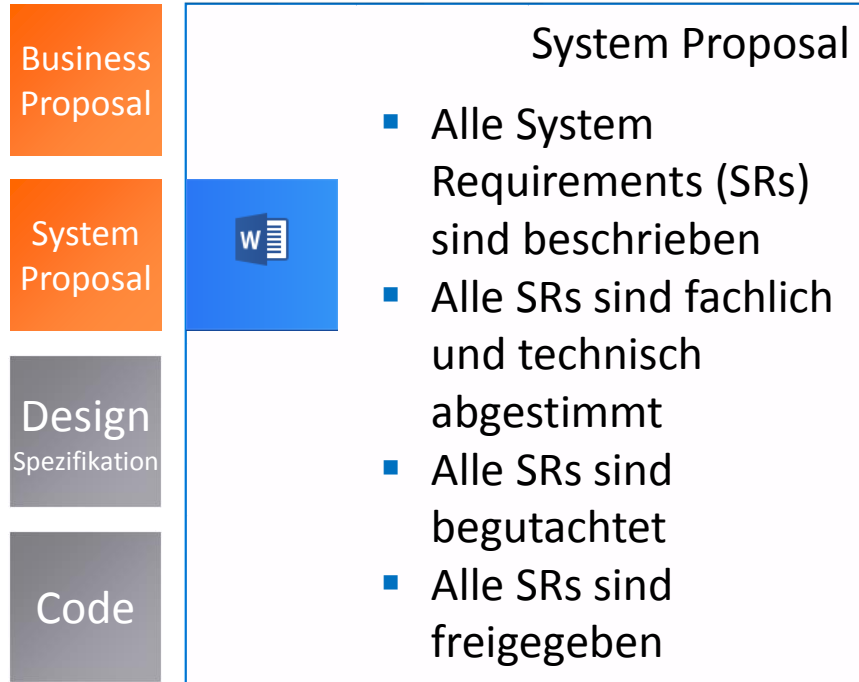 Business
Proposal
System
Proposal
Design
Spezifikation
Code
W
System Proposal
▪ Alle System
Requirements (SRs)
sind beschrieben
▪ Alle SRs sind fachlich
und technisch
abgestimmt
▪ Alle SRs sind
begutachtet
▪ Alle SRs sind
freigegeben